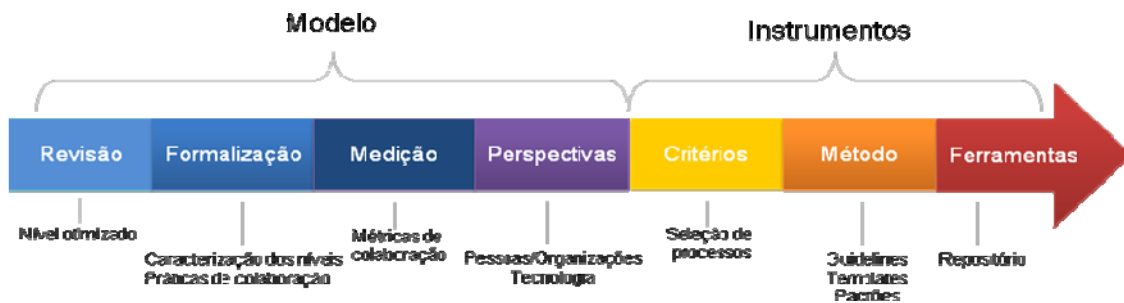 Modelo
Instrumentos
Revisão
Formalização
Medição
Perspectivas
Critérios
Método
Ferramentas
Nível otimizado
Caracterização dos níveis
Práticas de colaboração
Métricas de
colaboração
Pessoas/Organizações
Tecnologia
Seleção de
processos
Guidelines
Templates
Padrões
Repositório